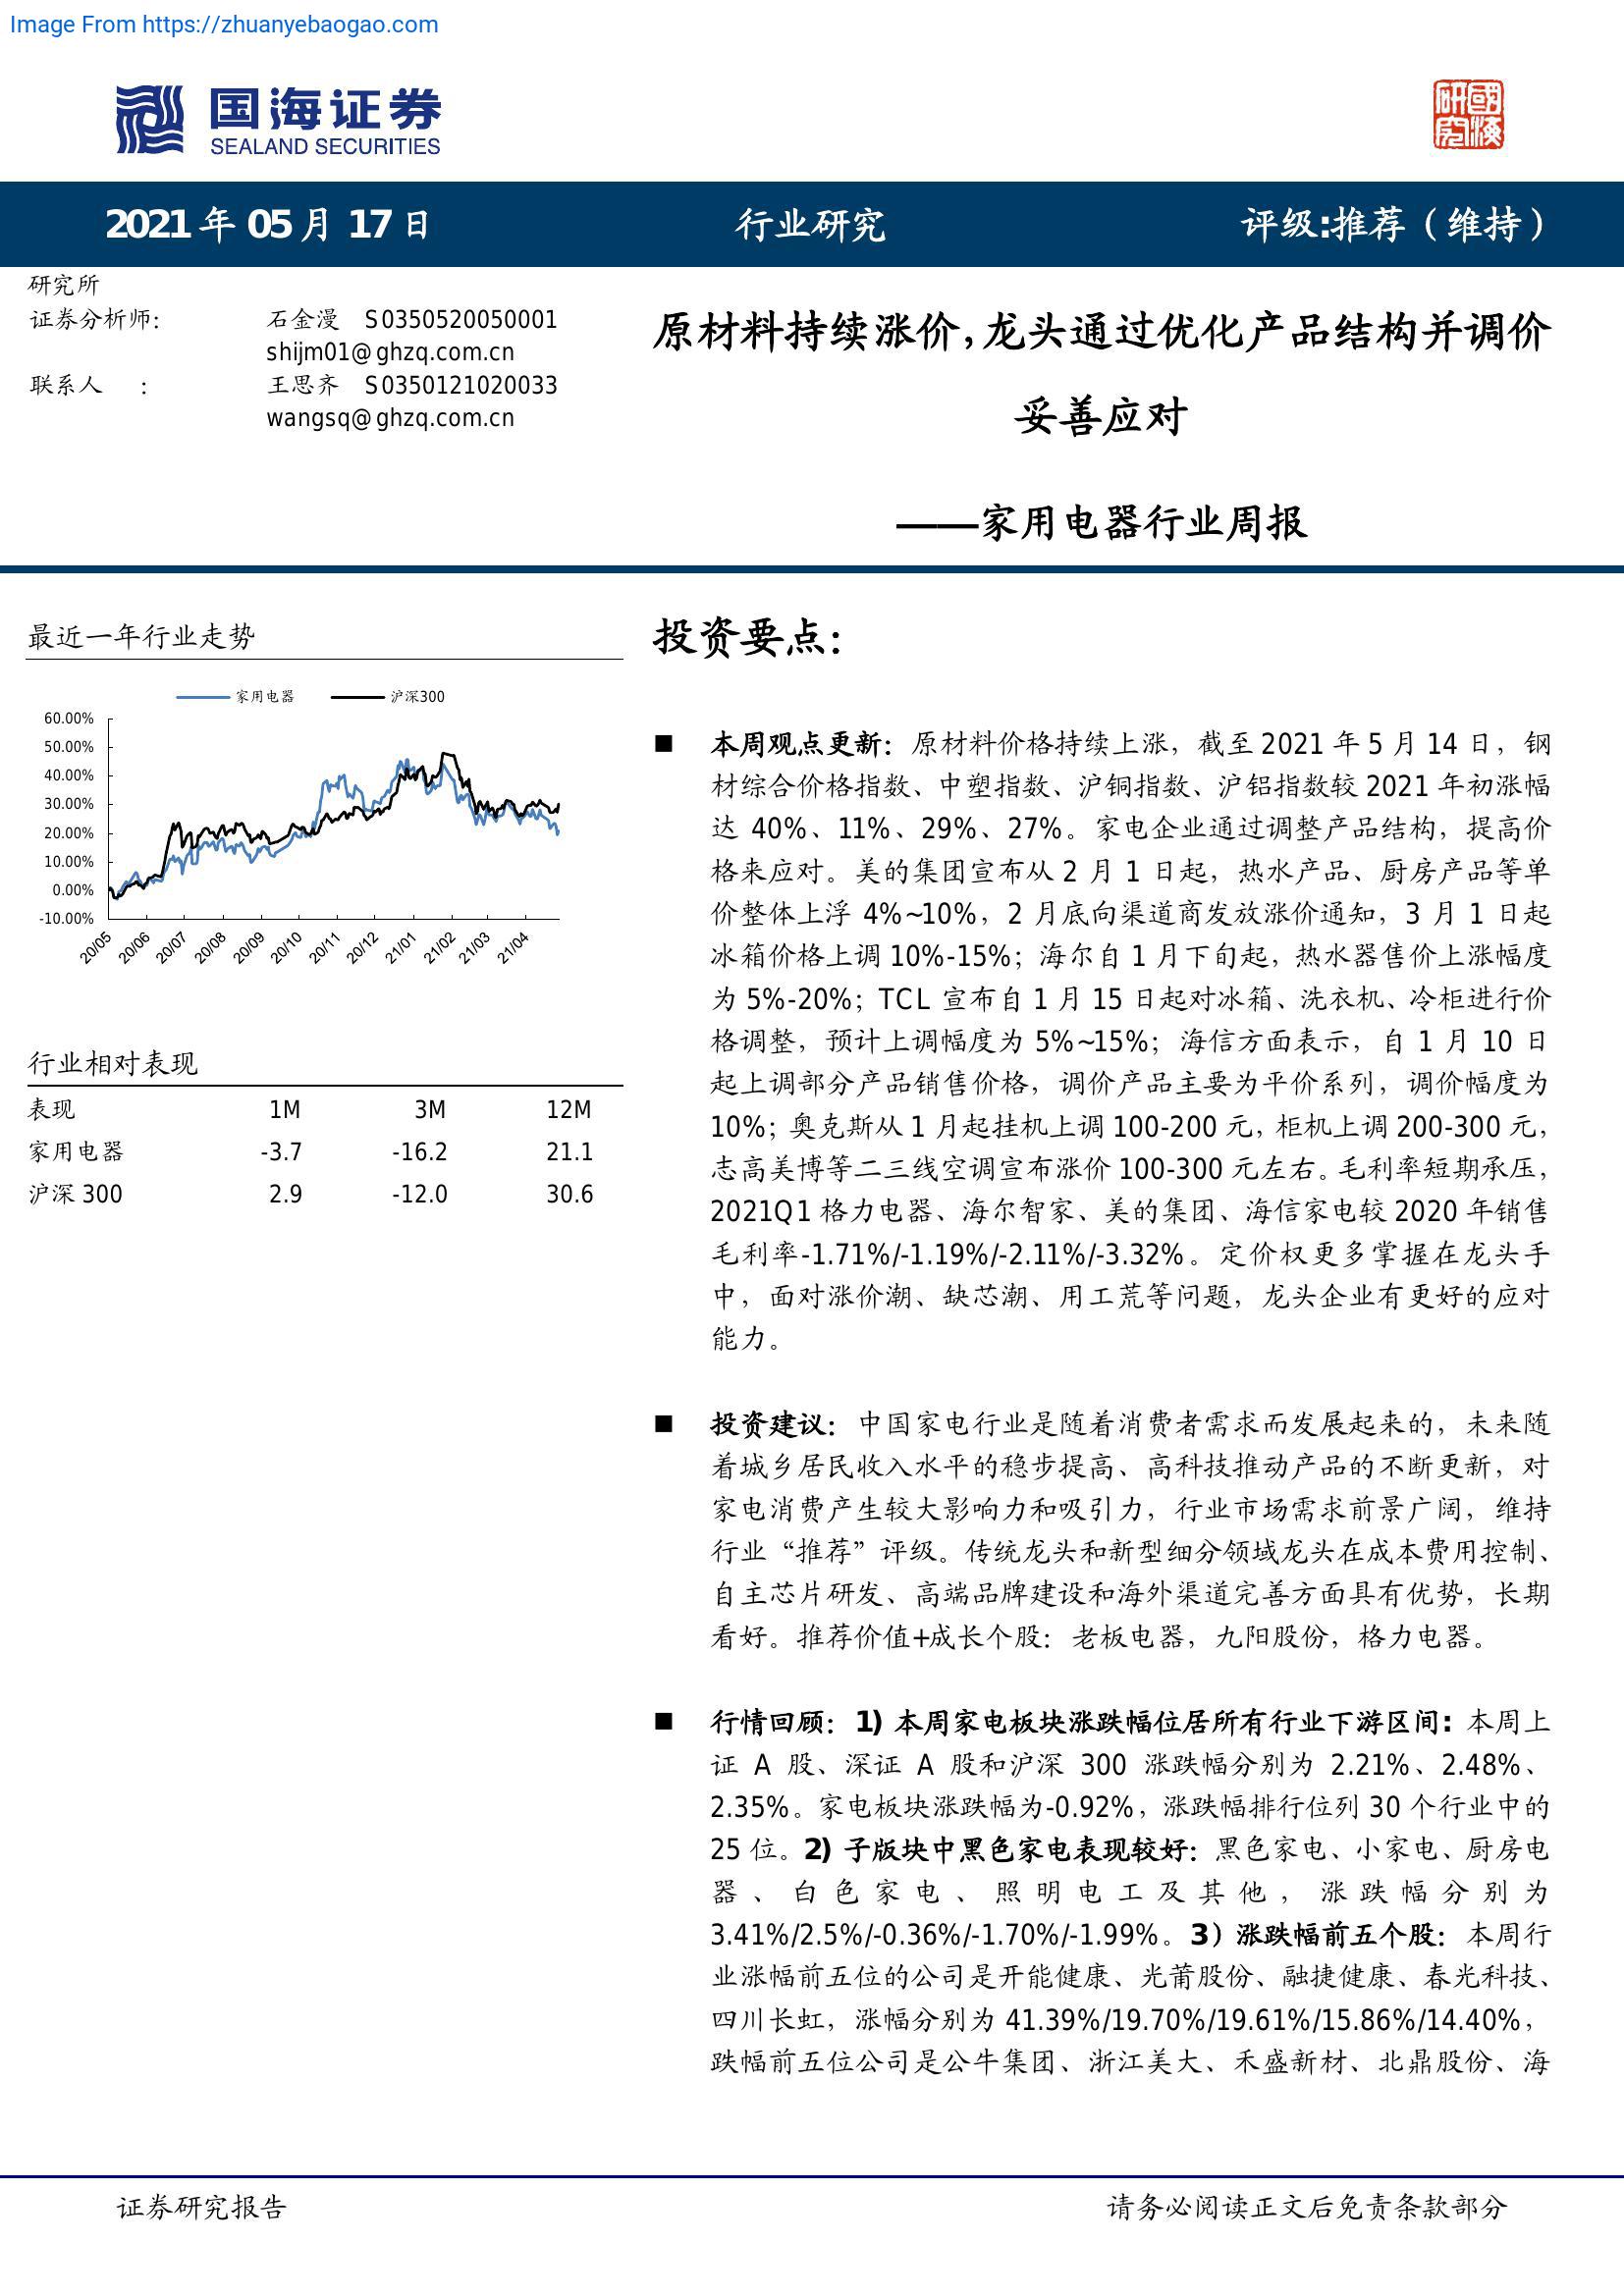 Image From https://zhuanyebaogao.com
国海证券
SEALAND SECURITIES
國海研究
2021 年 05 月 17 日 行业研究 评级:推荐（维持）
研究所
证券分析师： 石金漫 S0350520050001
shijm01@ghzq.com.cn
联系人 ： 王思齐 S0350121020033
wangsq@ghzq.com.cn
原材料持续涨价,龙头通过优化产品结构并调价
妥善应对
——家用电器行业周报
最近一年行业走势
家用电器 沪深300
60.00%
50.00%
40.00%
30.00%
20.00%
10.00%
0.00%
-10.00%
20/05 20/06 20/07 20/08 20/09 20/10 20/11 20/12 21/01 21/02 21/03 21/04
行业相对表现
表现 1M 3M 12M
家用电器 -3.7 -16.2 21.1
沪深 300 2.9 -12.0 30.6
投资要点：
■ 本周观点更新：原材料价格持续上涨，截至 2021 年 5 月 14 日，钢
材综合价格指数、中塑指数、沪铜指数、沪铝指数较 2021 年初涨幅
达 40%、11%、29%、27%。家电企业通过调整产品结构，提高价
格来应对。美的集团宣布从 2 月 1 日起，热水产品、厨房产品等单
价整体上浮 4%~10%，2 月底向渠道商发放涨价通知，3 月 1 日起
冰箱价格上调 10%-15%；海尔自 1 月下旬起，热水器售价上涨幅度
为 5%-20%；TCL 宣布自 1 月 15 日起对冰箱、洗衣机、冷柜进行价
格调整，预计上调幅度为 5%~15%；海信方面表示，自 1 月 10 日
起上调部分产品销售价格，调价产品主要为平价系列，调价幅度为
10%；奥克斯从 1 月起挂机上调 100-200 元，柜机上调 200-300 元，
志高美博等二三线空调宣布涨价 100-300 元左右。毛利率短期承压，
2021Q1 格力电器、海尔智家、美的集团、海信家电较 2020 年销售
毛利率-1.71%/-1.19%/-2.11%/-3.32%。定价权更多掌握在龙头手
中，面对涨价潮、缺芯潮、用工荒等问题，龙头企业有更好的应对
能力。
■ 投资建议：中国家电行业是随着消费者需求而发展起来的，未来随
着城乡居民收入水平的稳步提高、高科技推动产品的不断更新，对
家电消费产生较大影响力和吸引力，行业市场需求前景广阔，维持
行业“推荐”评级。传统龙头和新型细分领域龙头在成本费用控制、
自主芯片研发、高端品牌建设和海外渠道完善方面具有优势，长期
看好。推荐价值+成长个股：老板电器，九阳股份，格力电器。
■ 行情回顾：1）本周家电板块涨跌幅位居所有行业下游区间：本周上
证 A 股、深证 A 股和沪深 300 涨跌幅分别为 2.21%、2.48%、
2.35%。家电板块涨跌幅为-0.92%，涨跌幅排行位列 30 个行业中的
25 位。2）子版块中黑色家电表现较好：黑色家电、小家电、厨房电
器、白色家电、照明电工及其他，涨跌幅分别为
3.41%/2.5%/-0.36%/-1.70%/-1.99%。3）涨跌幅前五个股：本周行
业涨幅前五位的公司是开能健康、光莆股份、融捷健康、春光科技、
四川长虹，涨幅分别为 41.39%/19.70%/19.61%/15.86%/14.40%，
跌幅前五位公司是公牛集团、浙江美大、禾盛新材、北鼎股份、海
证券研究报告 请务必阅读正文后免责条款部分